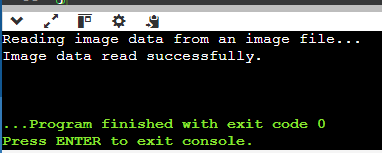 Reading image data from an image file...
Image data read successfully.
...Program finished with exit code 0
Press ENTER to exit console.